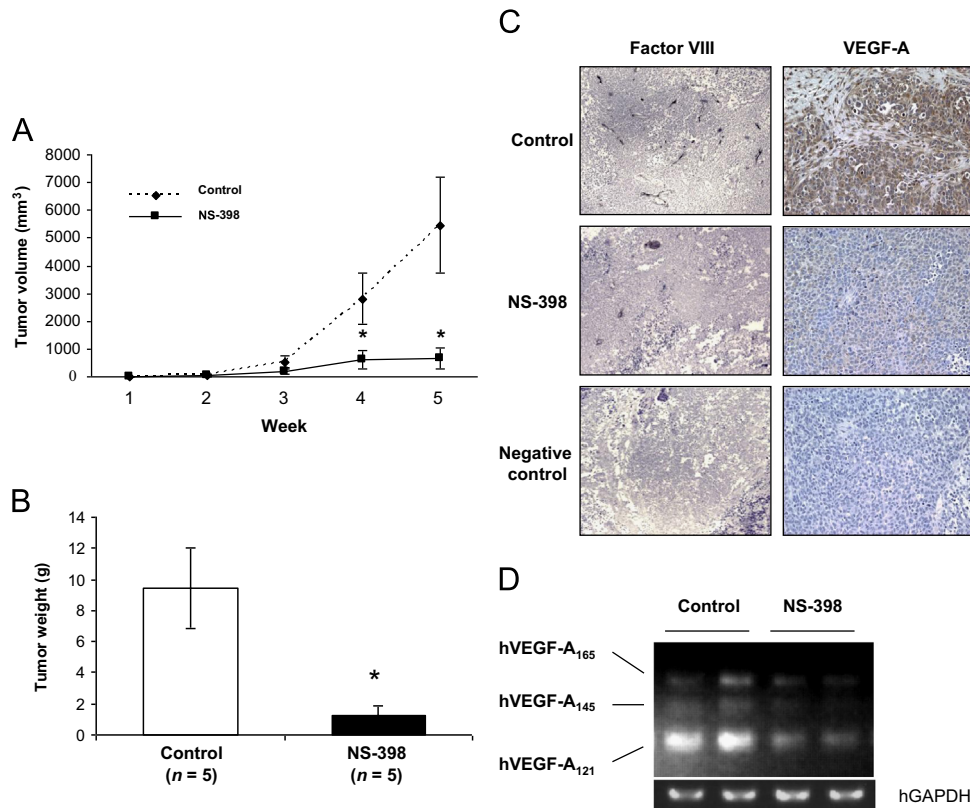 A
Tumor volume (mm³)
8000
7000
6000
5000
4000
3000
2000
1000
0
Control
NS-398
*
*
1 2 3 4 5
Week
B
Tumor weight (g)
14
12
10
8
6
4
2
0
*
Control
(n = 5)
NS-398
(n = 5)
C
Factor VIII
VEGF-A
Control
NS-398
Negative
control
D
Control
NS-398
hVEGF-A₁₆₅
hVEGF-A₁₄₅
hVEGF-A₁₂₁
hGAPDH